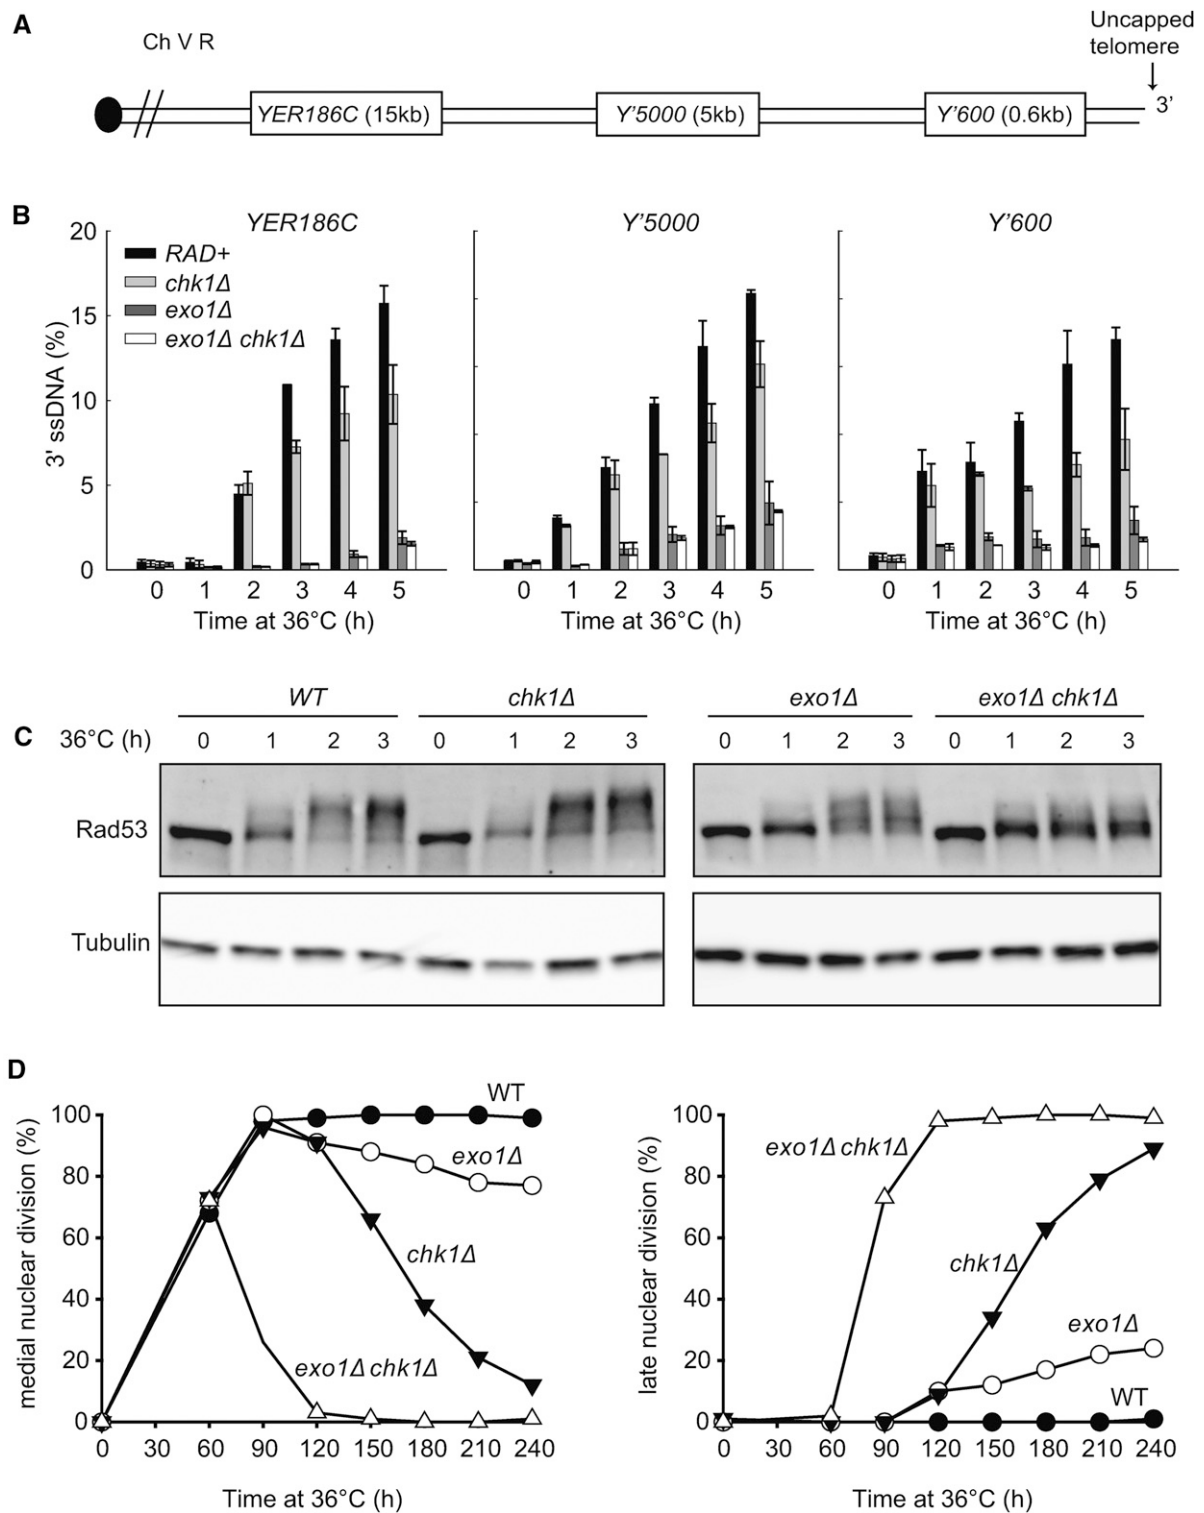 A
Ch V R
Uncapped
telomere
YER186C (15kb)
Y'5000 (5kb)
Y'600 (0.6kb)
3'
B
YER186C
Y'5000
Y'600
20
15
10
5
0
3' ssDNA (%)
RAD+
chk1Δ
exo1Δ
exo1Δ chk1Δ
0 1 2 3 4 5
0 1 2 3 4 5
0 1 2 3 4 5
Time at 36°C (h)
Time at 36°C (h)
Time at 36°C (h)
WT
chk1Δ
exo1Δ
exo1Δ chk1Δ
C
36°C (h)
0 1 2 3 0 1 2 3
0 1 2 3 0 1 2 3
Rad53
Tubulin
D
medial nuclear division (%)
100
80
60
40
20
0
WT
exo1Δ
chk1Δ
exo1Δ chk1Δ
0 30 60 90 120 150 180 210 240
Time at 36°C (h)
late nuclear division (%)
100
80
60
40
20
0
exo1Δ chk1Δ
chk1Δ
exo1Δ
WT
0 30 60 90 120 150 180 210 240
Time at 36°C (h)